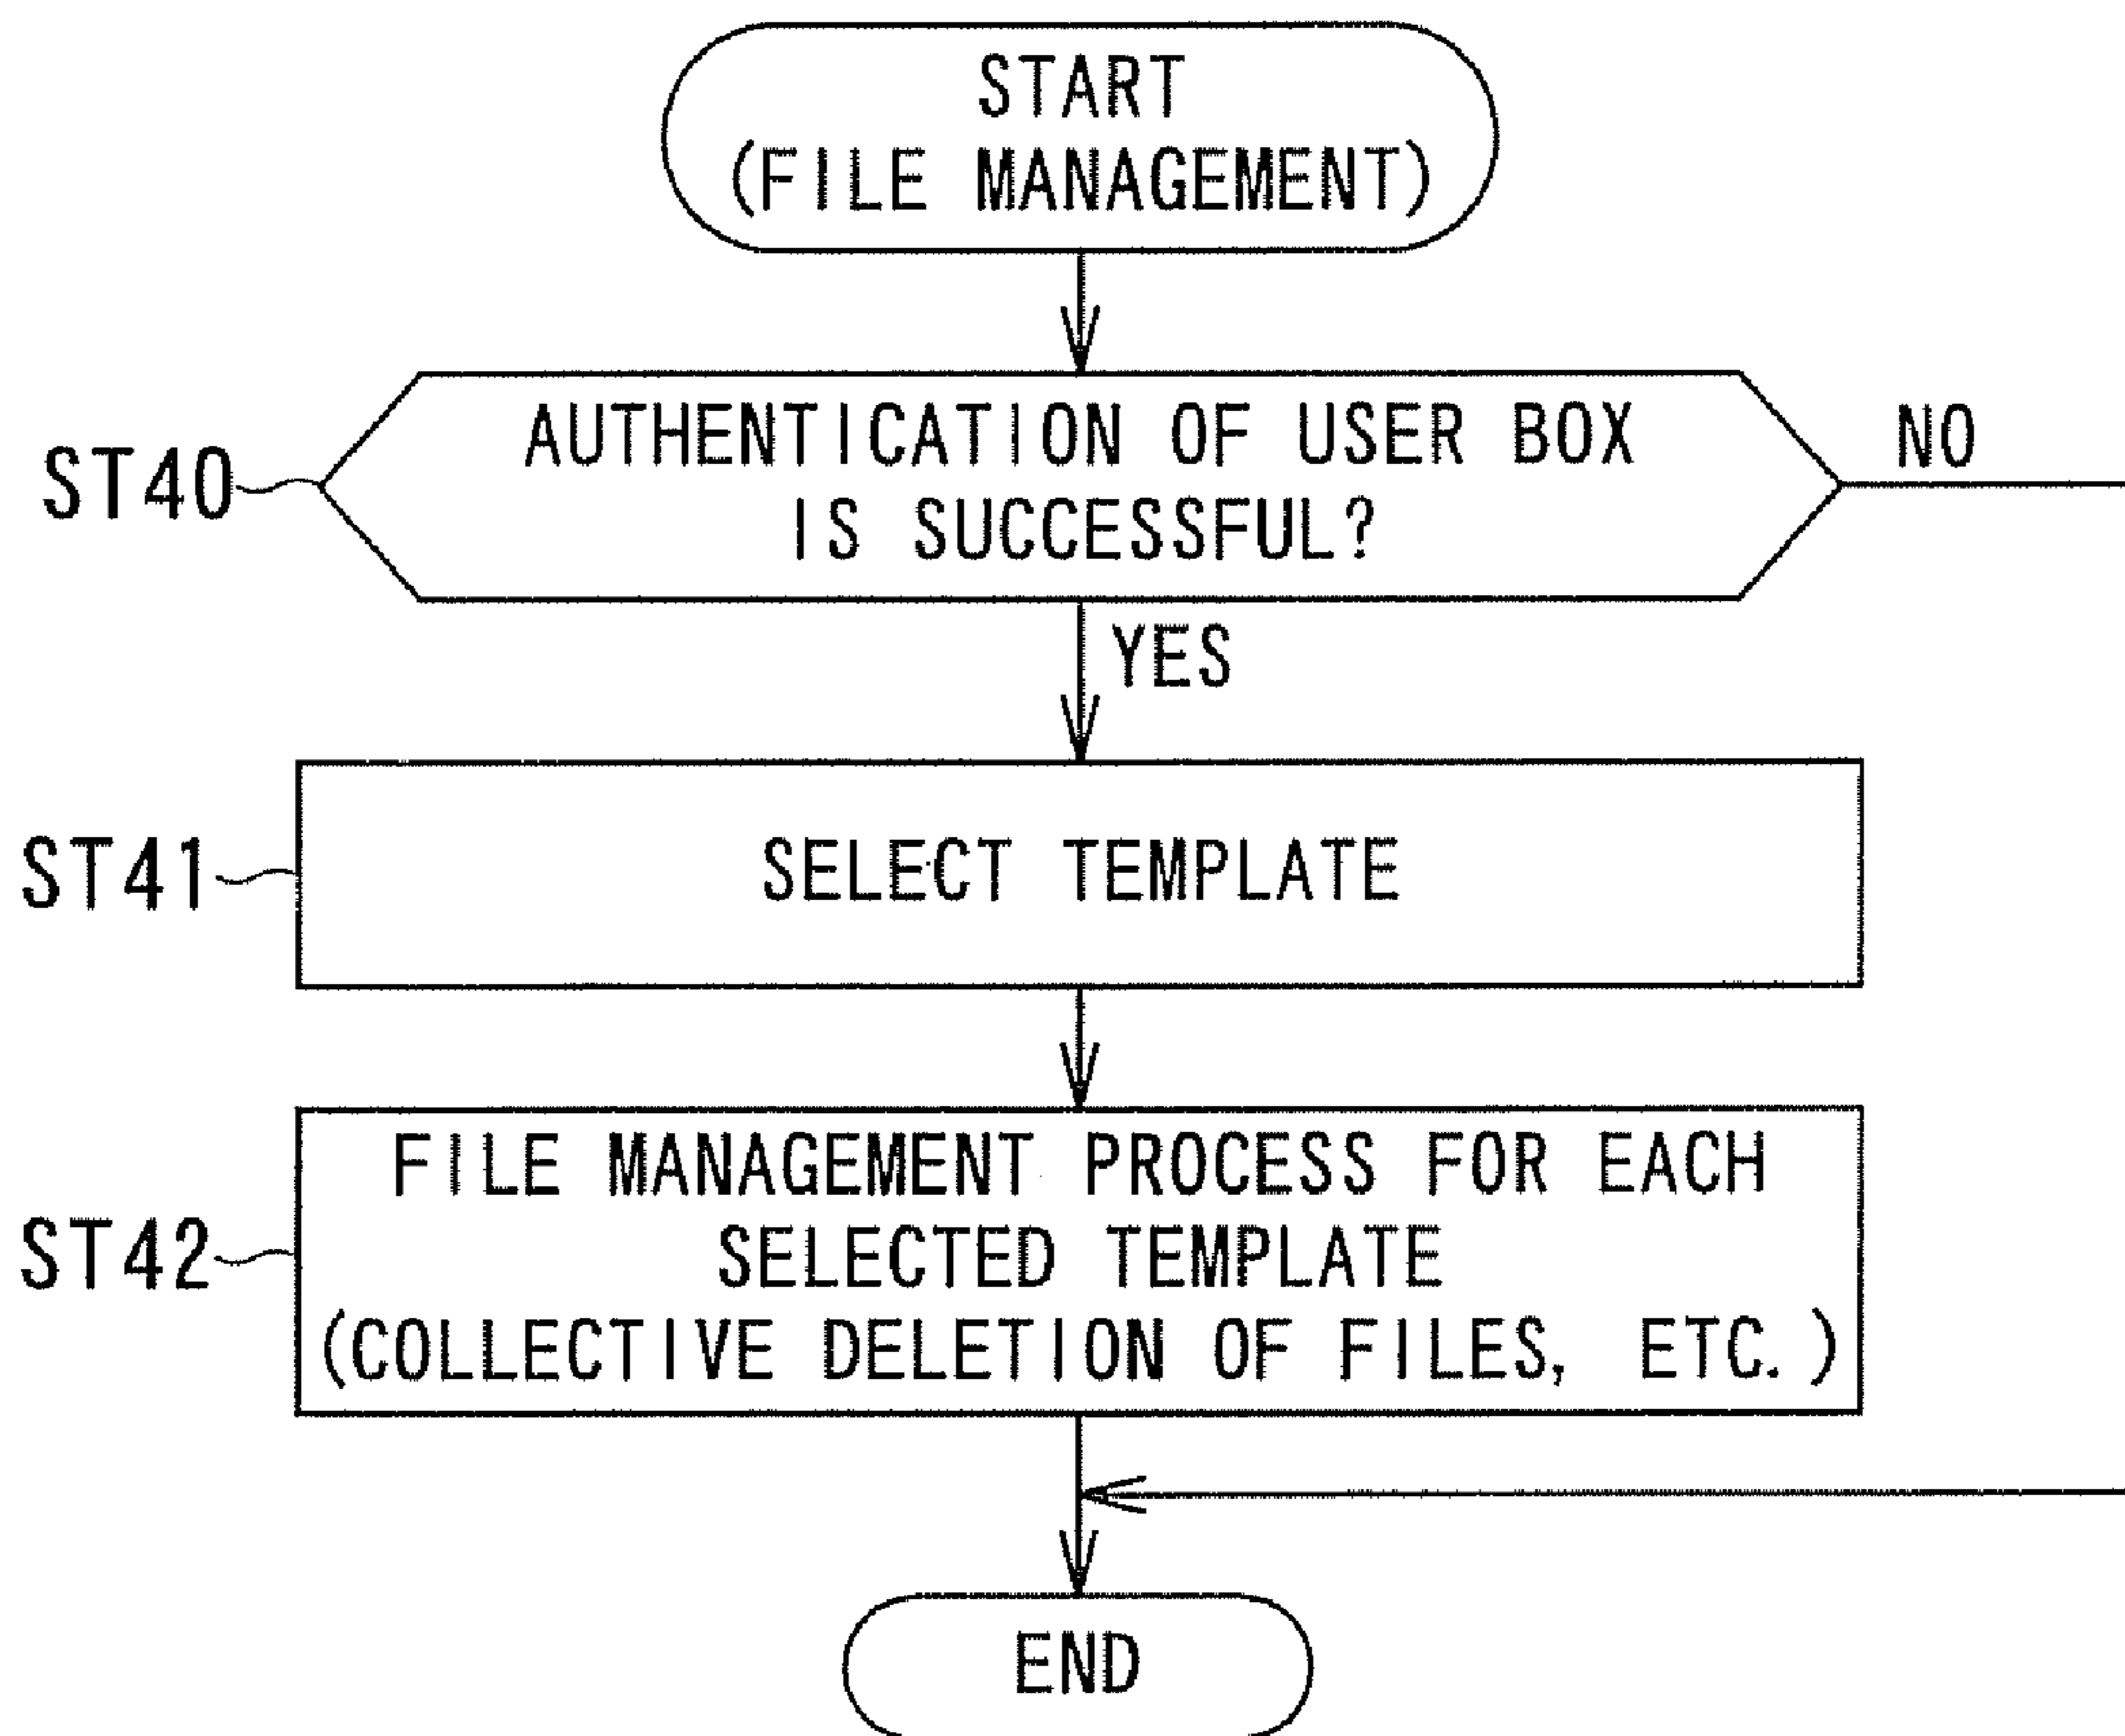 START
(FILE MANAGEMENT)
AUTHENTICATION OF USER BOX
IS SUCCESSFUL?
NO
ST40
YES
SELECT TEMPLATE
ST41
FILE MANAGEMENT PROCESS FOR EACH
SELECTED TEMPLATE
(COLLECTIVE DELETION OF FILES, ETC.)
ST42
END